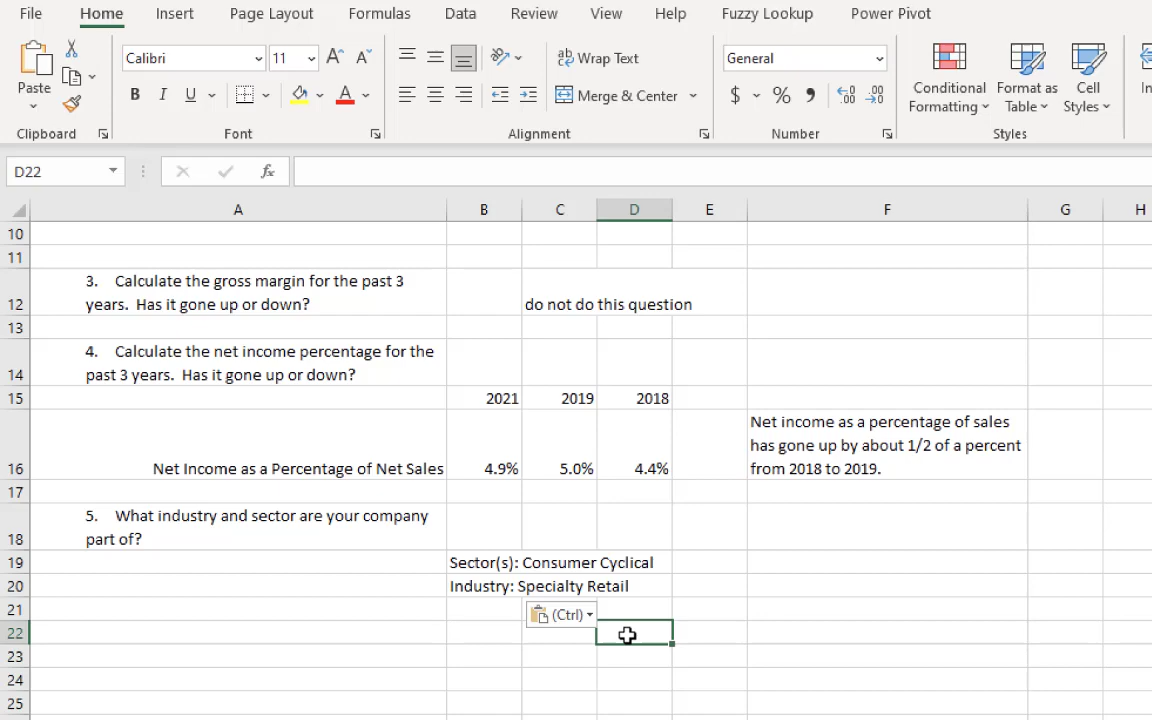 File Home Insert Page Layout Formulas Data Review View Help Fuzzy Lookup Power Pivot
Paste
Calibri 11 A A
B I U A
ab Wrap Text
Merge & Center
General
$ % 9 .00 .00
Conditional Formatting
Format as Table
Cell Styles
In
Clipboard Font Alignment Number Styles
D22 fx
A B C D E F G H
10
11
3. Calculate the gross margin for the past 3
12 years. Has it gone up or down? do not do this question
13
4. Calculate the net income percentage for the
14 past 3 years. Has it gone up or down?
15 2021 2019 2018
Net income as a percentage of sales
has gone up by about 1/2 of a percent
16 Net Income as a Percentage of Net Sales 4.9% 5.0% 4.4% from 2018 to 2019.
17
5. What industry and sector are your company
18 part of?
19 Sector(s): Consumer Cyclical
20 Industry: Specialty Retail
21 (Ctrl)
22
23
24
25